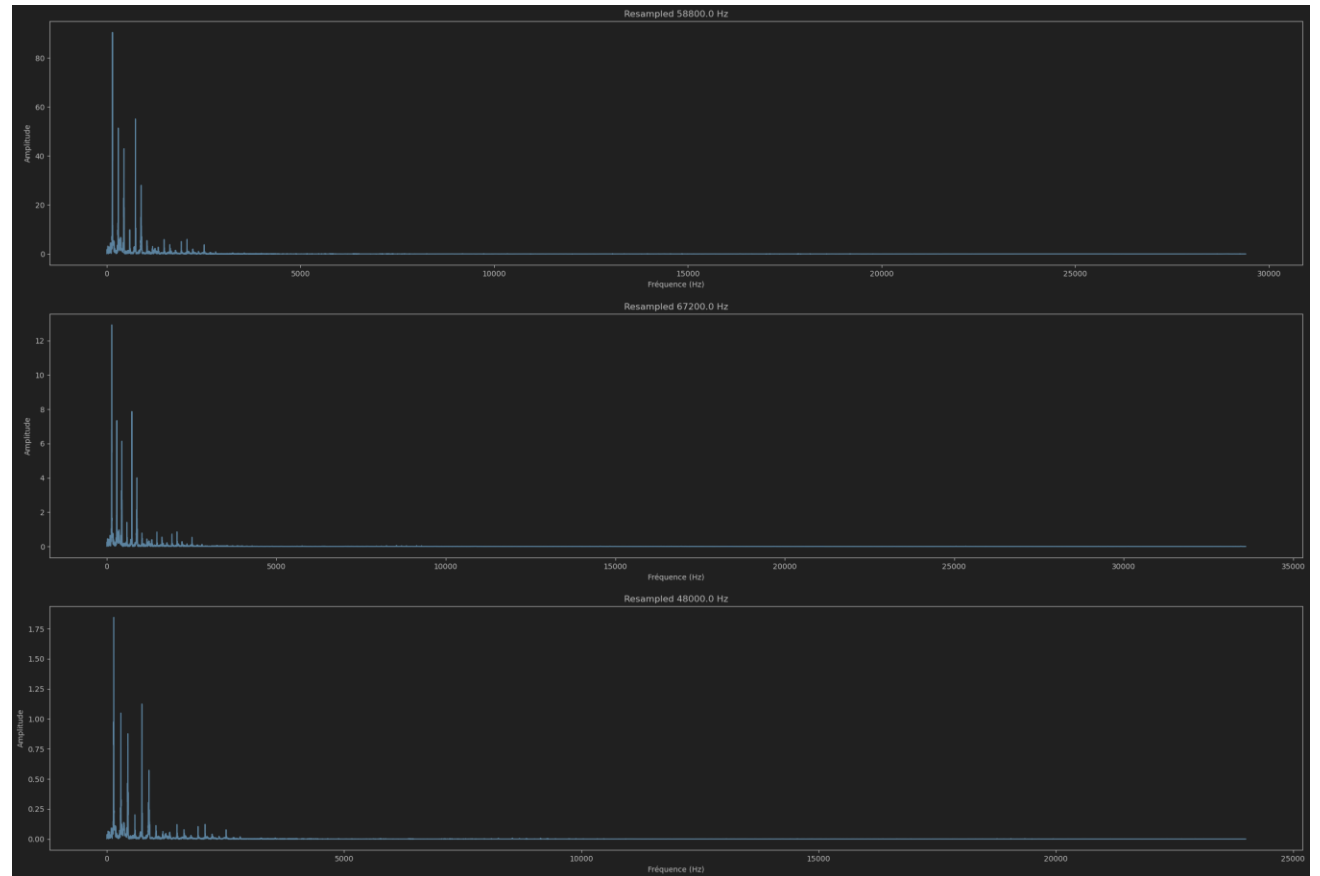 Resampled 58800.0 Hz
80
60
40
20
0
Amplitude
0 5000 10000 15000 20000 25000 30000
Fréquence (Hz)
Resampled 67200.0 Hz
12
10
8
6
4
2
0
Amplitude
0 5000 10000 15000 20000 25000 30000 35000
Fréquence (Hz)
Resampled 48000.0 Hz
1.75
1.50
1.25
1.00
0.75
0.50
0.25
0.00
Amplitude
0 5000 10000 15000 20000 25000
Fréquence (Hz)